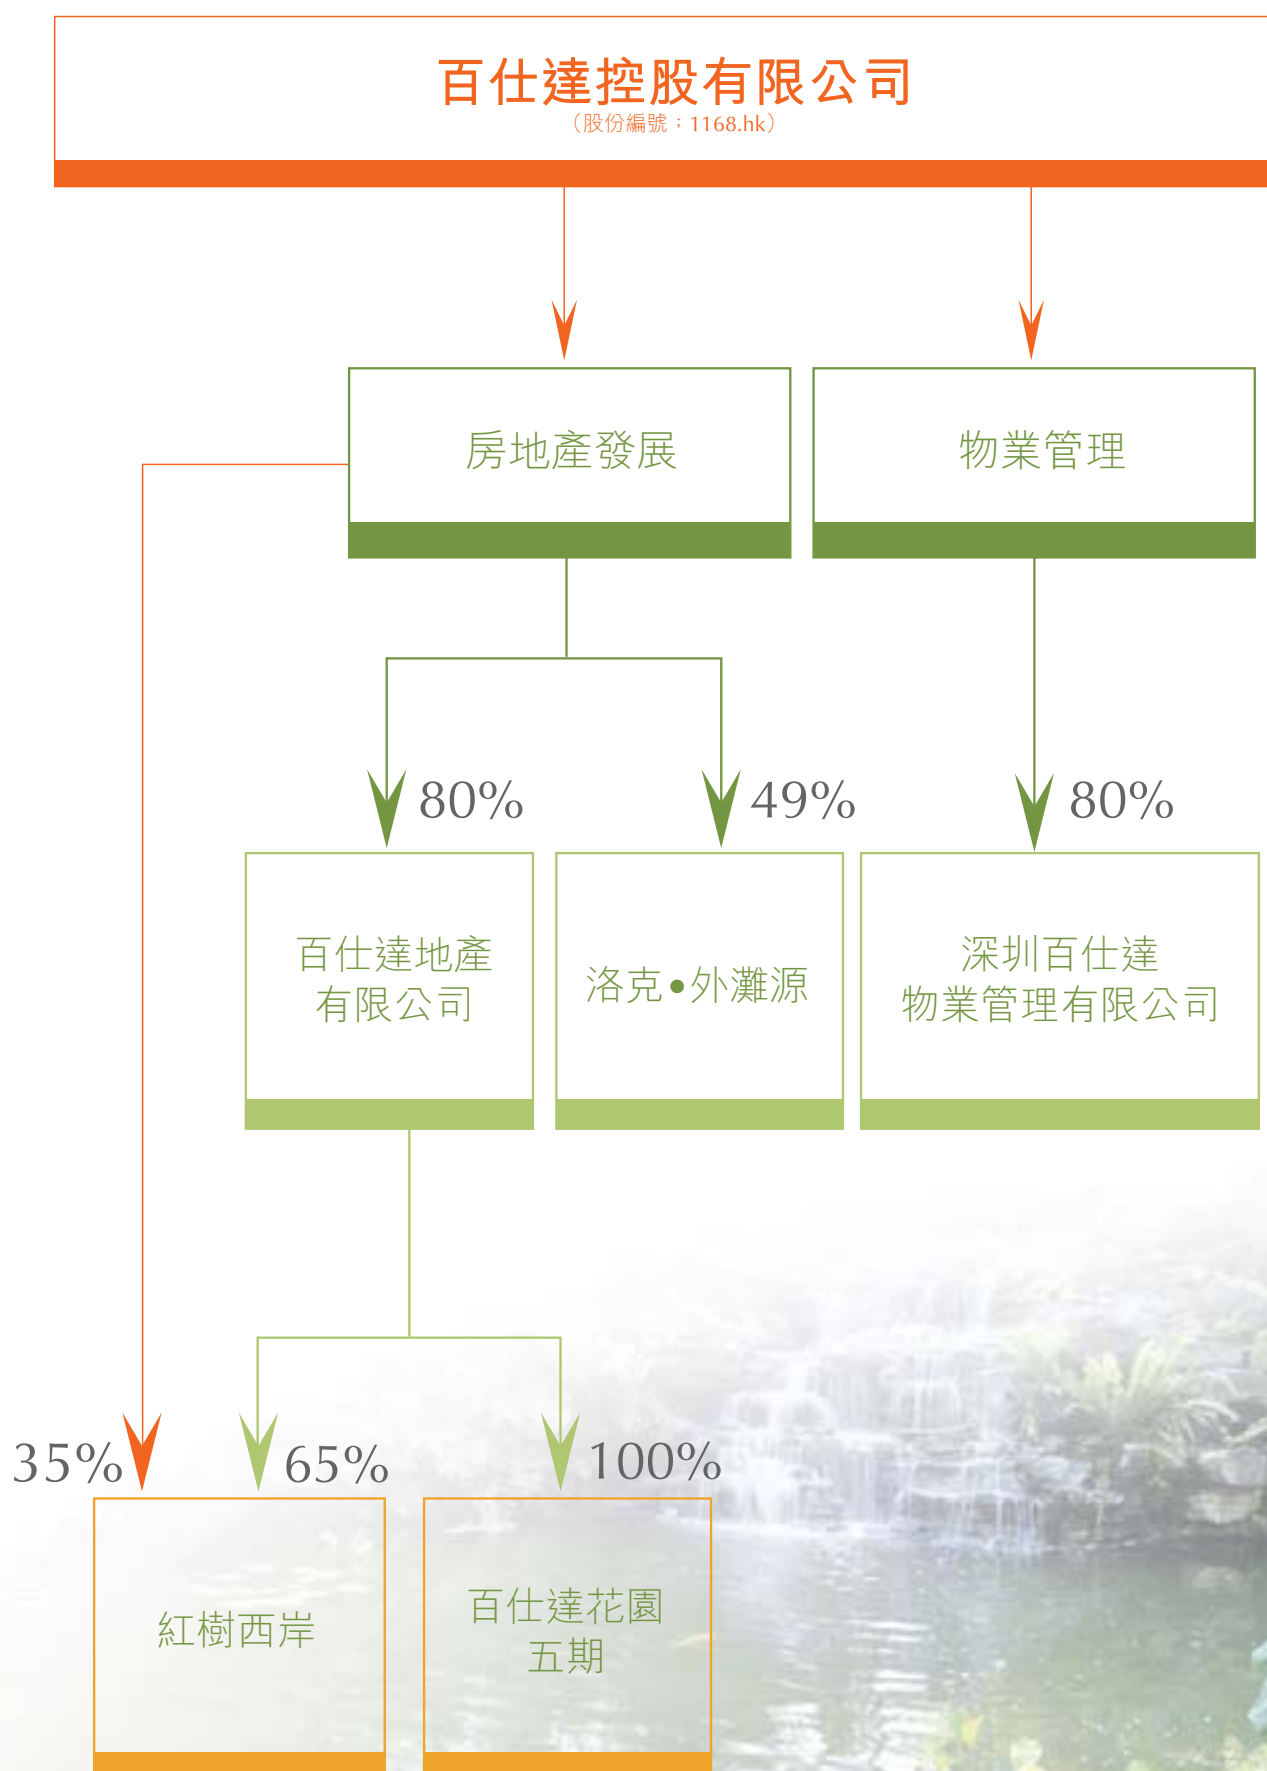 百仕達控股有限公司
（股份編號；1168.hk）
房地產發展
物業管理
80%
49%
80%
百仕達地產
有限公司
洛克•外灘源
深圳百仕達
物業管理有限公司
35%
65%
100%
紅樹西岸
百仕達花園
五期